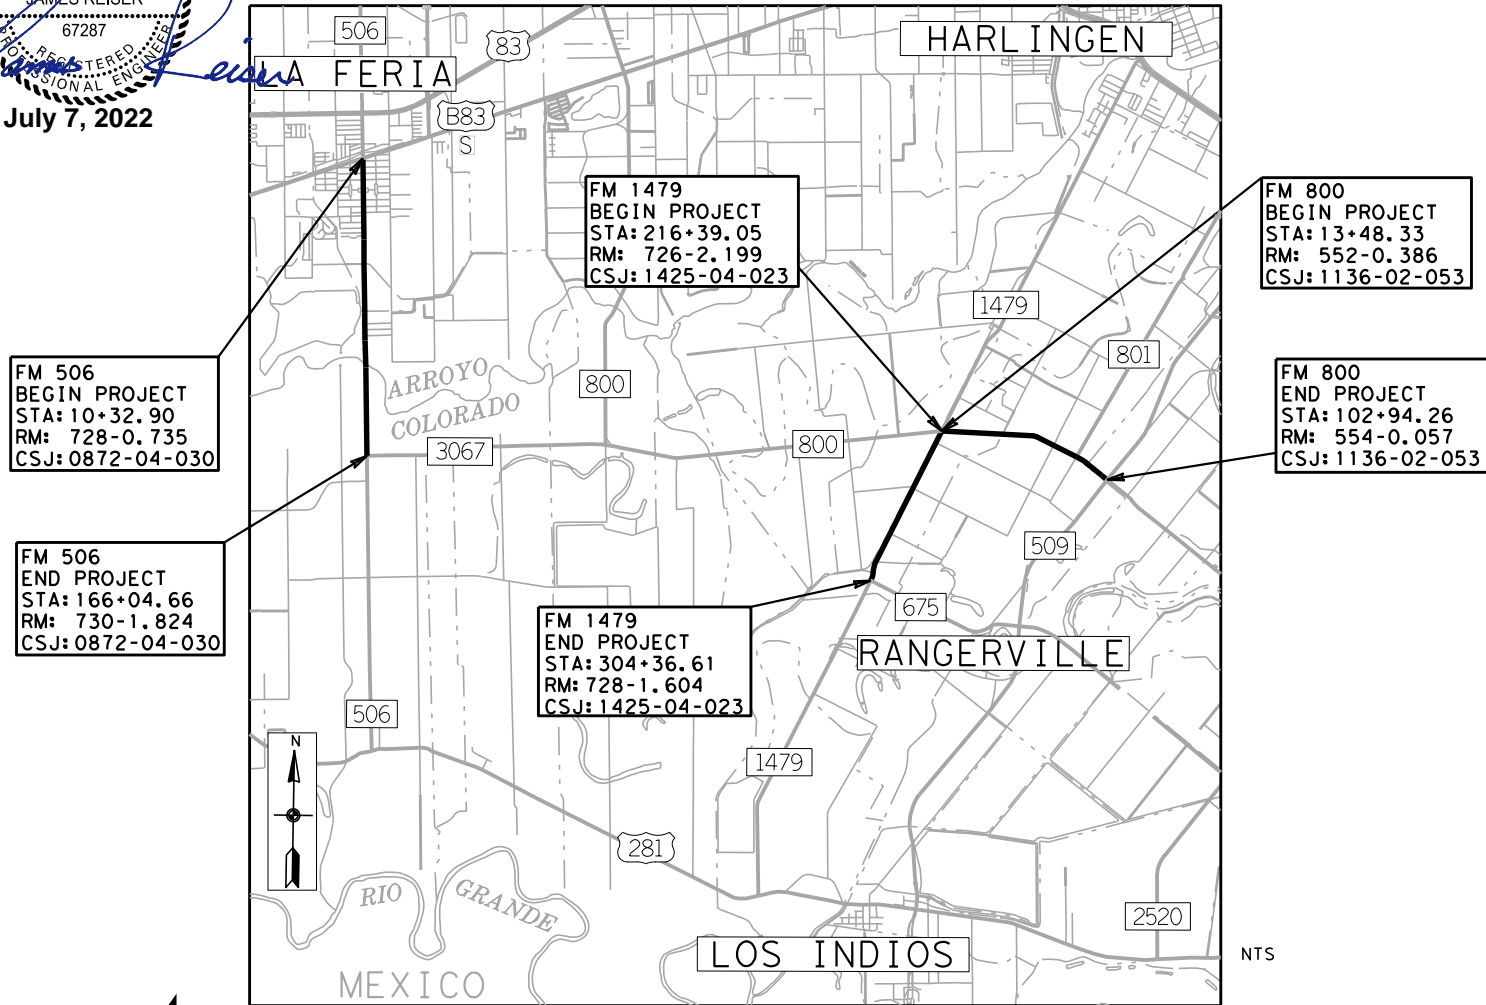 JAMES KEISER
67287
REGISTERED
PROFESSIONAL ENGINEER
James Keiser
July 7, 2022
506
83
HARLINGEN
LA FERIA
B83
S
FM 1479
BEGIN PROJECT
STA: 216+39.05
RM: 726-2.199
CSJ: 1425-04-023
FM 800
BEGIN PROJECT
STA: 13+48.33
RM: 552-0.386
CSJ: 1136-02-053
1479
801
FM 506
BEGIN PROJECT
STA: 10+32.90
RM: 728-0.735
CSJ: 0872-04-030
ARROYO
COLORADO
800
FM 800
END PROJECT
STA: 102+94.26
RM: 554-0.057
CSJ: 1136-02-053
3067
800
FM 506
END PROJECT
STA: 166+04.66
RM: 730-1.824
CSJ: 0872-04-030
509
675
FM 1479
END PROJECT
STA: 304+36.61
RM: 728-1.604
CSJ: 1425-04-023
RANGERVILLE
506
N
1479
281
RIO GRANDE
2520
LOS INDIOS
NTS
MEXICO